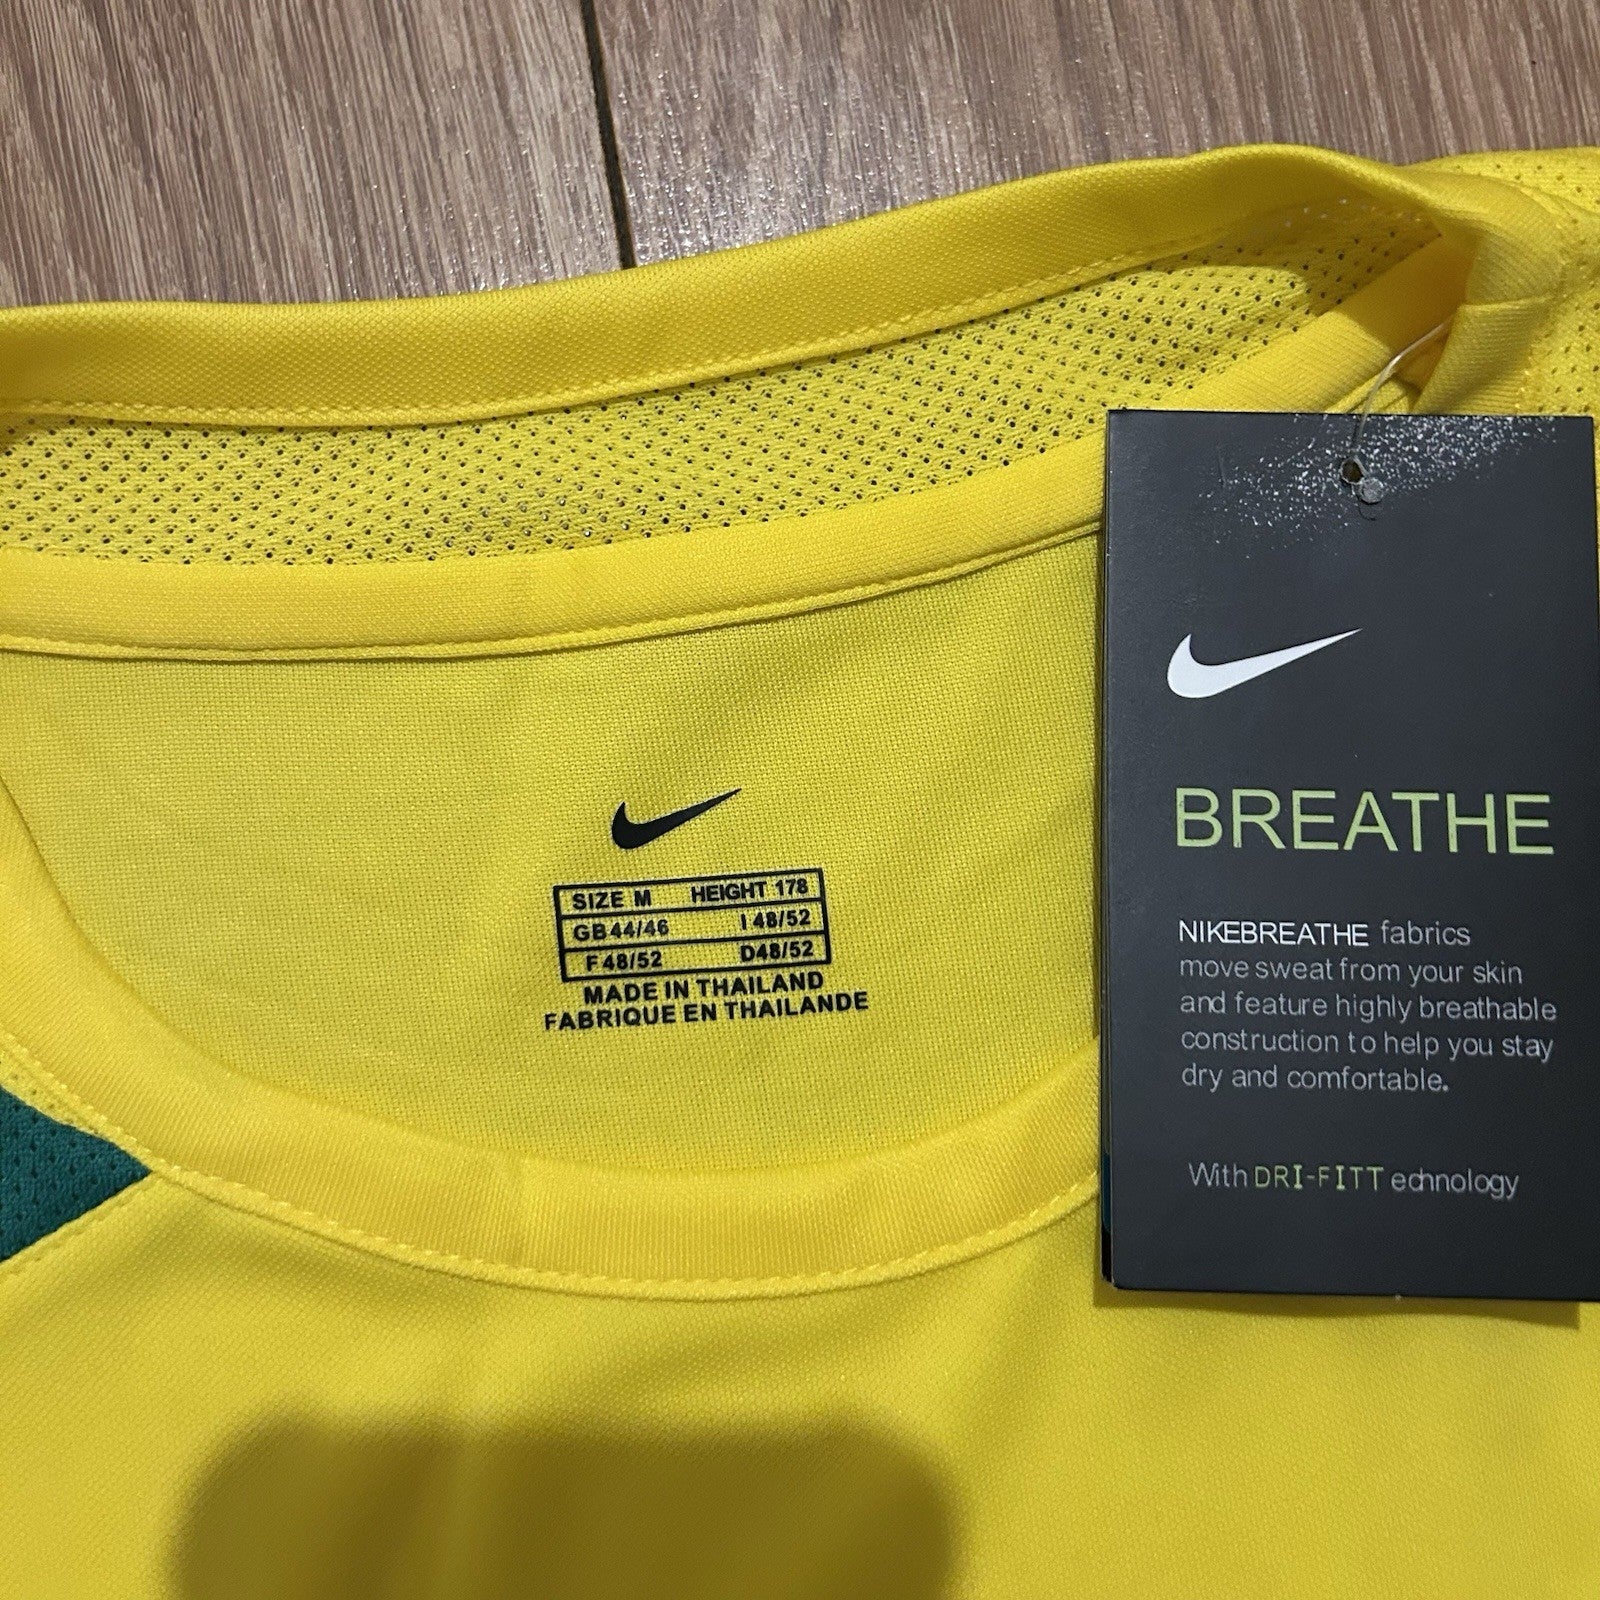 SIZE M HEIGHT 178
GB 44/46 I 48/52
F 48/52 D48/52
MADE IN THAILAND
FABRIQUE EN THAILANDE
BREATHE
NIKEBREATHE fabrics
move sweat from your skin
and feature highly breathable
construction to help you stay
dry and comfortable.
With DRI-FITT echnology